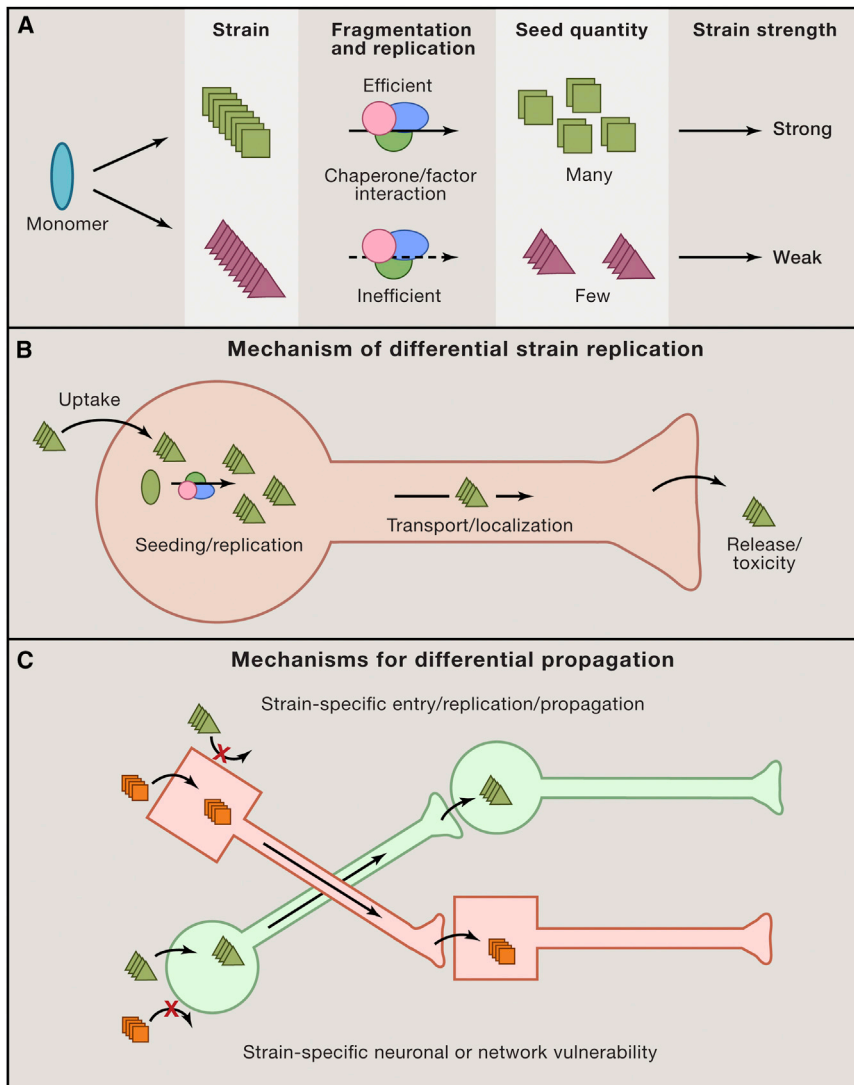 A
Strain
Fragmentation
and replication
Seed quantity
Strain strength
Monomer
Efficient
Chaperone/factor
interaction
Many
Strong
Inefficient
Few
Weak
B
Mechanism of differential strain replication
Uptake
Seeding/replication
Transport/localization
Release/
toxicity
C
Mechanisms for differential propagation
Strain-specific entry/replication/propagation
X
X
Strain-specific neuronal or network vulnerability